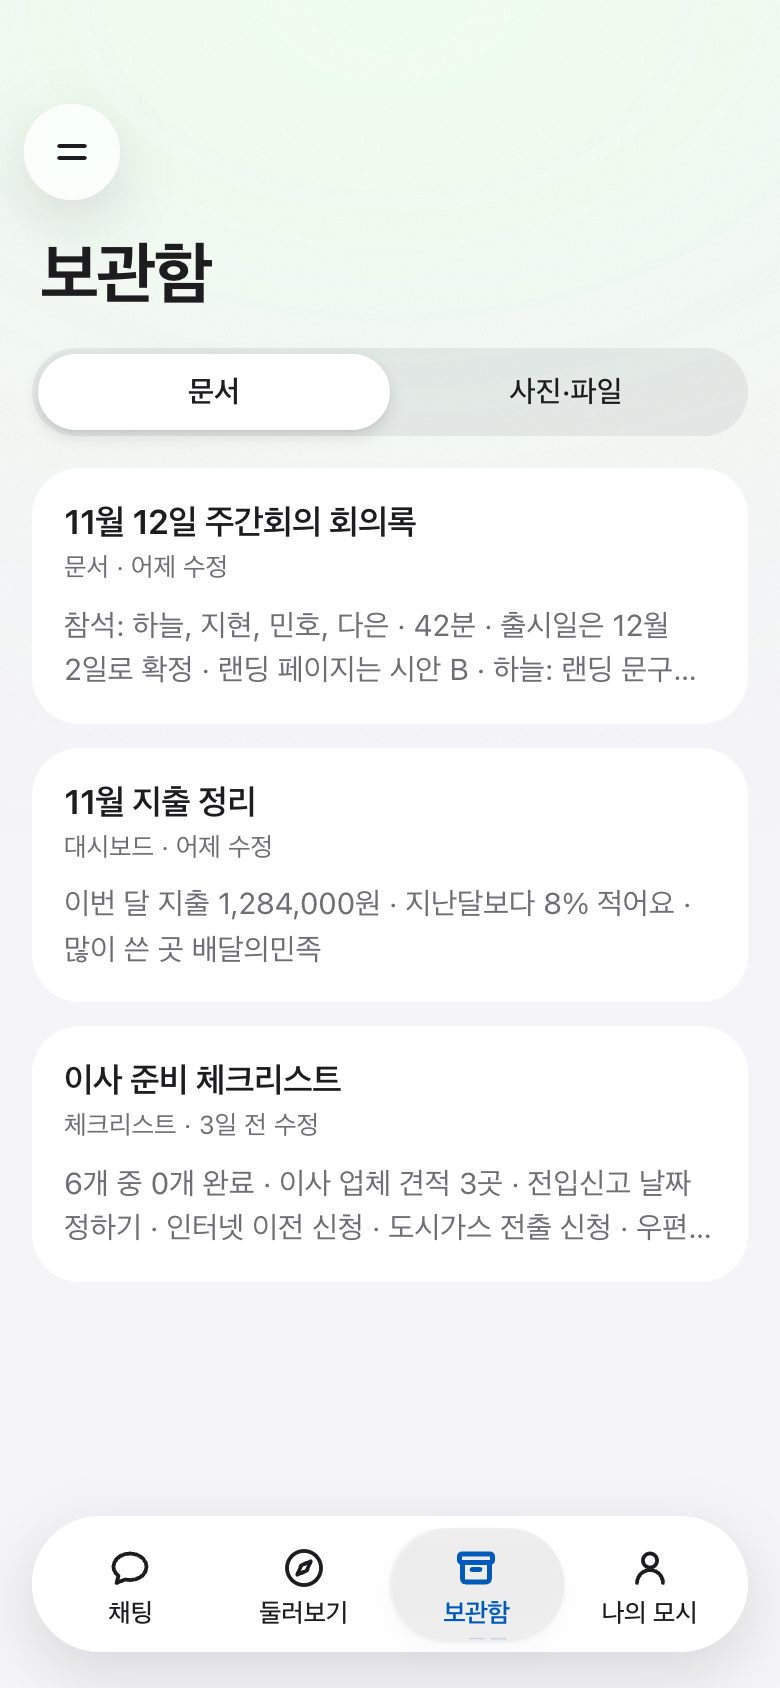 보관함
문서
사진·파일
11월 12일 주간회의 회의록
문서 · 어제 수정
참석: 하늘, 지현, 민호, 다은 · 42분 · 출시일은 12월
2일로 확정 · 랜딩 페이지는 시안 B · 하늘: 랜딩 문구...
11월 지출 정리
대시보드 · 어제 수정
이번 달 지출 1,284,000원 · 지난달보다 8% 적어요 ·
많이 쓴 곳 배달의민족
이사 준비 체크리스트
체크리스트 · 3일 전 수정
6개 중 0개 완료 · 이사 업체 견적 3곳 · 전입신고 날짜
정하기 · 인터넷 이전 신청 · 도시가스 전출 신청 · 우편...
채팅
둘러보기
보관함
나의 모시